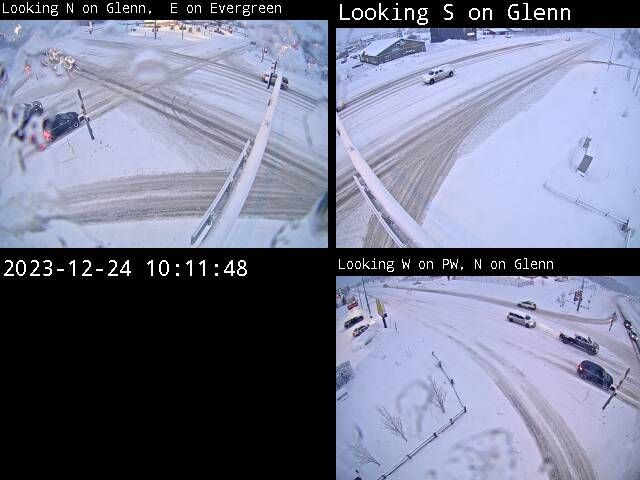 Looking N on Glenn, E on Evergreen
Looking S on Glenn
2023-12-24 10:11:48
Looking W on PW, N on Glenn